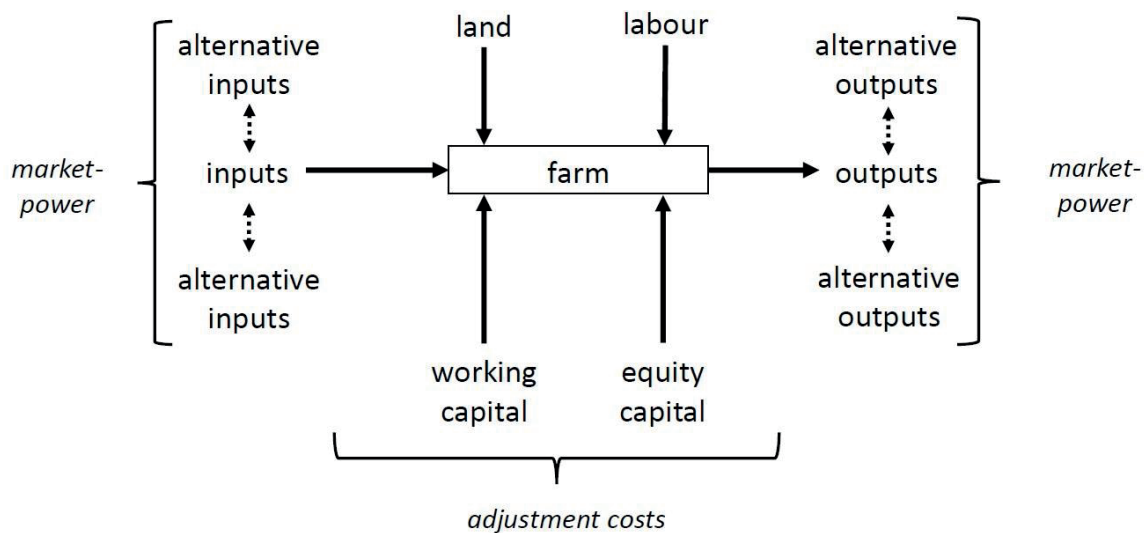 land
labour
alternative
inputs
alternative
outputs
market-
power
inputs
farm
outputs
market-
power
alternative
inputs
alternative
outputs
working
capital
equity
capital
adjustment costs